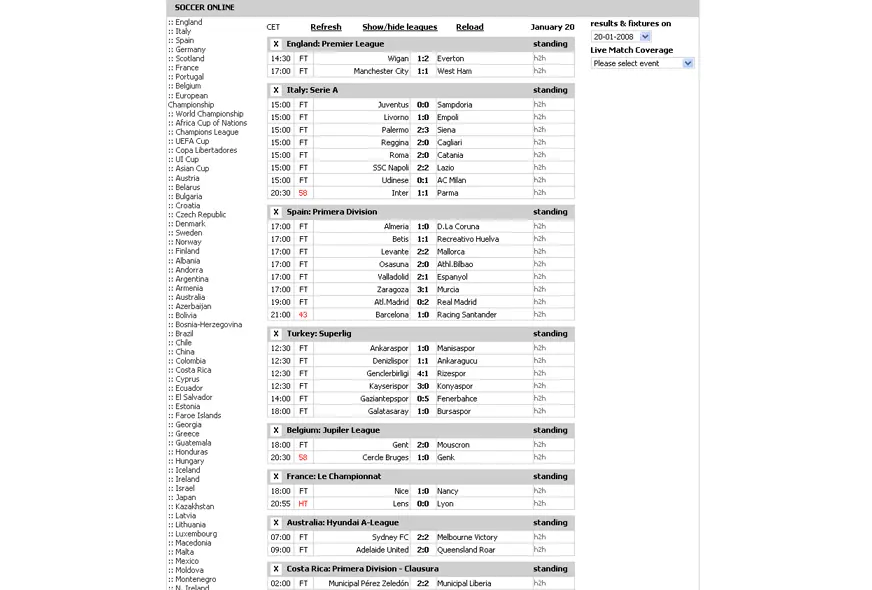 SOCCER ONLINE
:: England
:: Italy
:: Spain
:: Germany
:: Scotland
:: France
:: Portugal
:: Belgium
:: European
Championship
:: World Championship
:: Africa Cup of Nations
:: Champions League
:: UEFA Cup
:: Copa Libertadores
:: UI Cup
:: Asian Cup
:: Austria
:: Belarus
:: Bulgaria
:: Croatia
:: Czech Republic
:: Denmark
:: Sweden
:: Norway
:: Finland
:: Albania
:: Andorra
:: Argentina
:: Armenia
:: Australia
:: Azerbaijan
:: Bolivia
:: Bosnia-Herzegovina
:: Brazil
:: Chile
:: China
:: Colombia
:: Costa Rica
:: Cyprus
:: Ecuador
:: El Salvador
:: Estonia
:: Faroe Islands
:: Georgia
:: Greece
:: Guatemala
:: Honduras
:: Hungary
:: Iceland
:: Ireland
:: Israel
:: Japan
:: Kazakhstan
:: Latvia
:: Lithuania
:: Luxembourg
:: Macedonia
:: Malta
:: Mexico
:: Moldova
:: Montenegro
:: N. Ireland
CET Refresh Show/hide leagues Reload January 20
X England: Premier League standing
14:30 FT Wigan 1:2 Everton h2h
17:00 FT Manchester City 1:1 West Ham h2h
X Italy: Serie A standing
15:00 FT Juventus 0:0 Sampdoria h2h
15:00 FT Livorno 1:0 Empoli h2h
15:00 FT Palermo 2:3 Siena h2h
15:00 FT Reggina 2:0 Cagliari h2h
15:00 FT Roma 2:0 Catania h2h
15:00 FT SSC Napoli 2:2 Lazio h2h
15:00 FT Udinese 0:1 AC Milan h2h
20:30 58 Inter 1:1 Parma h2h
X Spain: Primera Division standing
17:00 FT Almeria 1:0 D.La Coruna h2h
17:00 FT Betis 1:1 Recreativo Huelva h2h
17:00 FT Levante 2:2 Mallorca h2h
17:00 FT Osasuna 2:0 Athl.Bilbao h2h
17:00 FT Valladolid 2:1 Espanyol h2h
17:00 FT Zaragoza 3:1 Murcia h2h
19:00 FT Atl.Madrid 0:2 Real Madrid h2h
21:00 43 Barcelona 1:0 Racing Santander h2h
X Turkey: Superlig standing
12:30 FT Ankaraspor 1:0 Manisaspor h2h
12:30 FT Denizlispor 1:1 Ankaragucu h2h
12:30 FT Genclerbirligi 4:1 Rizespor h2h
12:30 FT Kayserispor 3:0 Konyaspor h2h
14:00 FT Gaziantepspor 0:5 Fenerbahce h2h
18:00 FT Galatasaray 1:0 Bursaspor h2h
X Belgium: Jupiler League standing
18:00 FT Gent 2:0 Mouscron h2h
20:30 58 Cercle Bruges 1:0 Genk h2h
X France: Le Championnat standing
18:00 FT Nice 1:0 Nancy h2h
20:55 HT Lens 0:0 Lyon h2h
X Australia: Hyundai A-League standing
07:00 FT Sydney FC 2:2 Melbourne Victory h2h
09:00 FT Adelaide United 2:0 Queensland Roar h2h
X Costa Rica: Primera Division - Clausura standing
02:00 FT Municipal Pérez Zeledón 2:2 Municipal Liberia h2h
results & fixtures on
20-01-2008
Live Match Coverage
Please select event